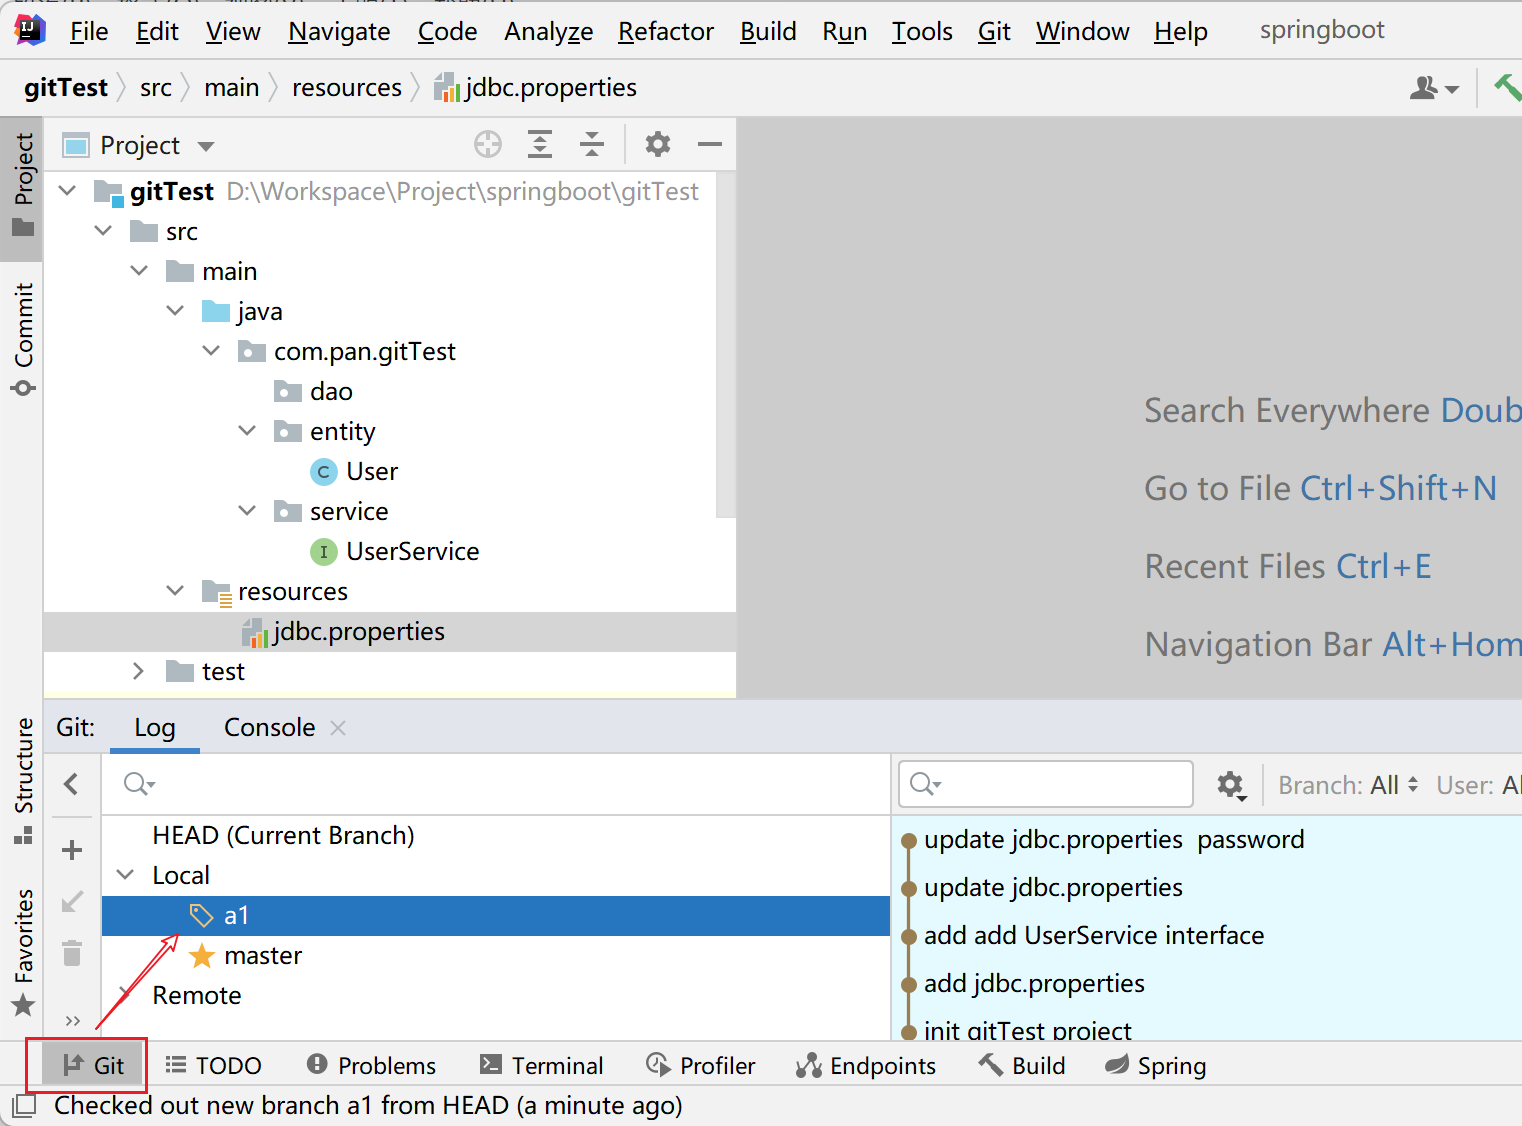 File Edit View Navigate Code Analyze Refactor Build Run Tools Git Window Help springboot
gitTest src main resources jdbc.properties
Project
Project
gitTest D:\Workspace\Project\springboot\gitTest
src
main
java
com.pan.gitTest
dao
entity
User
service
UserService
resources
jdbc.properties
test
Commit
Structure
Favorites
Search Everywhere Doub
Go to File Ctrl+Shift+N
Recent Files Ctrl+E
Navigation Bar Alt+Hom
Git: Log Console
HEAD (Current Branch)
Local
a1
master
Remote
Branch: All User: Al
update jdbc.properties  password
update jdbc.properties
add add UserService interface
add jdbc.properties
init gitTest project
Git TODO Problems Terminal Profiler Endpoints Build Spring
Checked out new branch a1 from HEAD (a minute ago)